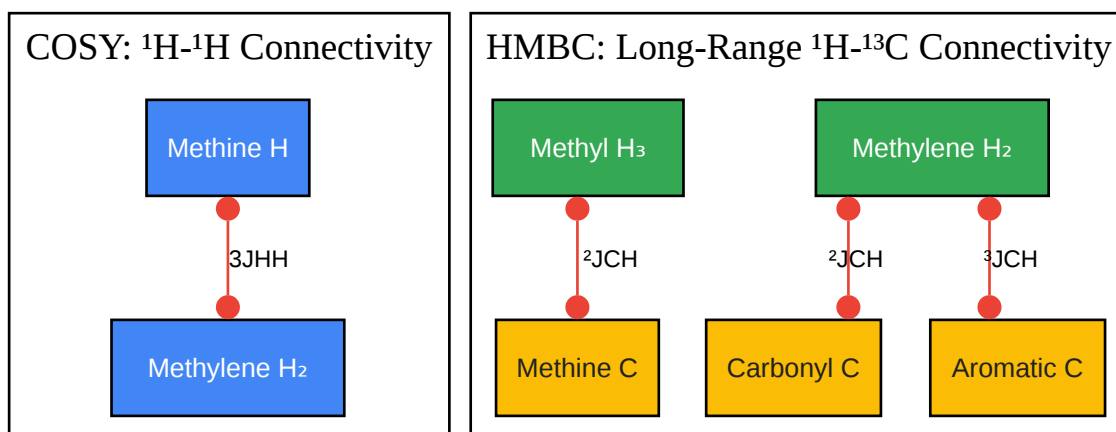 COSY: ¹H-¹H Connectivity
Methine H
3JHH
Methylene H₂
HMBC: Long-Range ¹H-¹³C Connectivity
Methyl H₃
Methylene H₂
²JCH
²JCH
³JCH
Methine C
Carbonyl C
Aromatic C